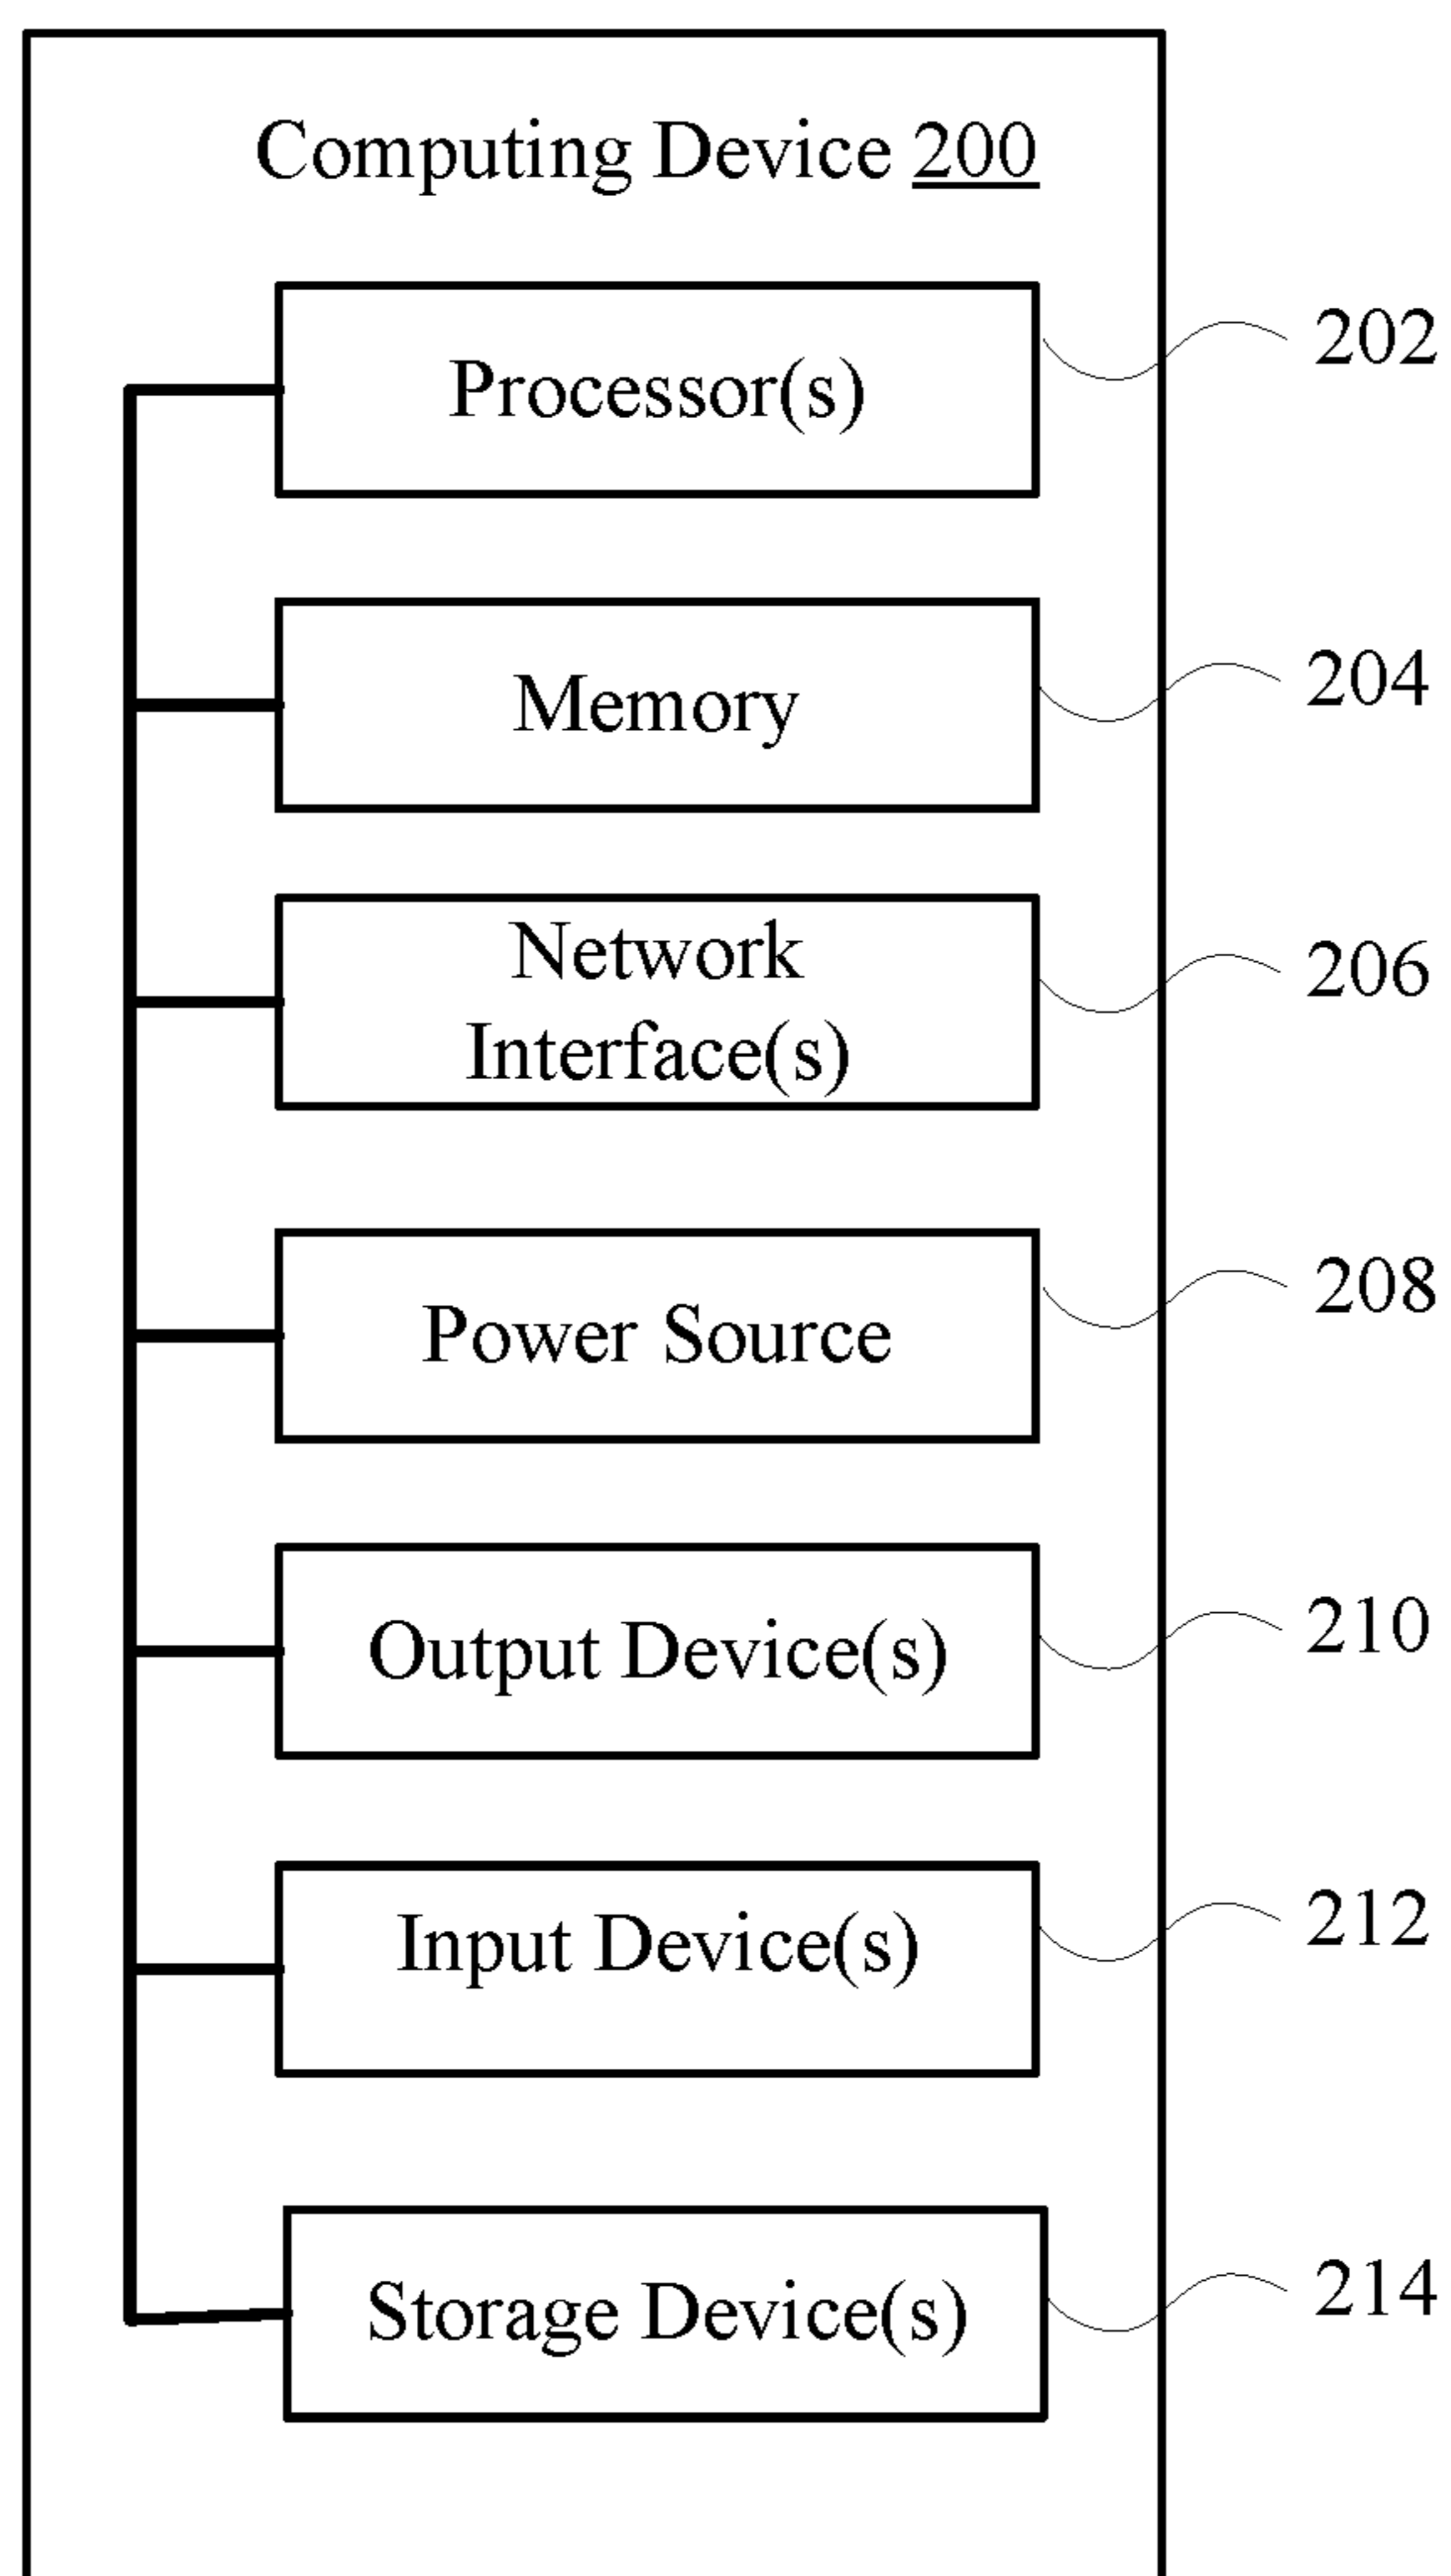 Computing Device 200
Processor(s)
202
Memory
204
Network
Interface(s)
206
Power Source
208
Output Device(s)
210
Input Device(s)
212
Storage Device(s)
214